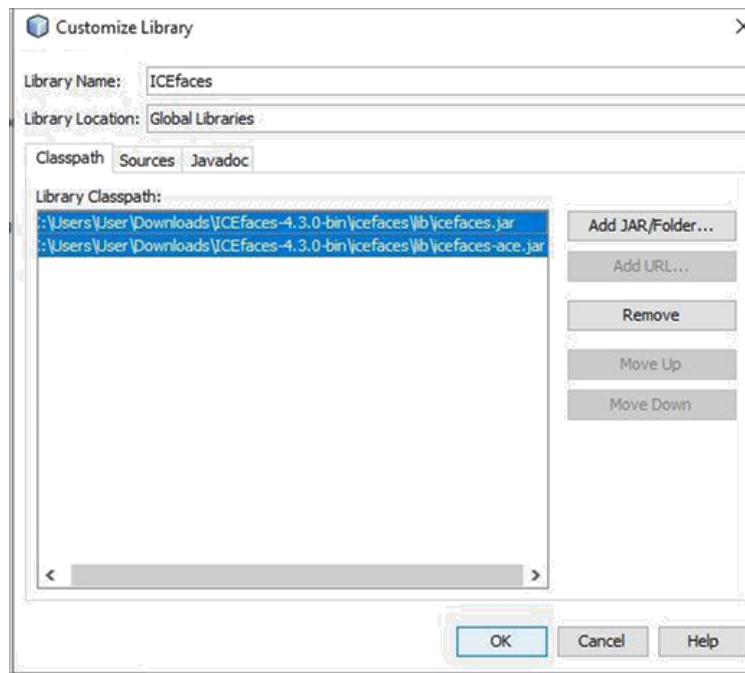 Customize Library
Library Name: ICEfaces
Library Location: Global Libraries
Classpath Sources Javadoc
Library Classpath:
:\Users\User\Downloads\ICEfaces-4.3.0-bin\icefaces\lib\icefaces.jar
:\Users\User\Downloads\ICEfaces-4.3.0-bin\icefaces\lib\icefaces-ace.jar
Add JAR/Folder...
Add URL...
Remove
Move Up
Move Down
OK Cancel Help